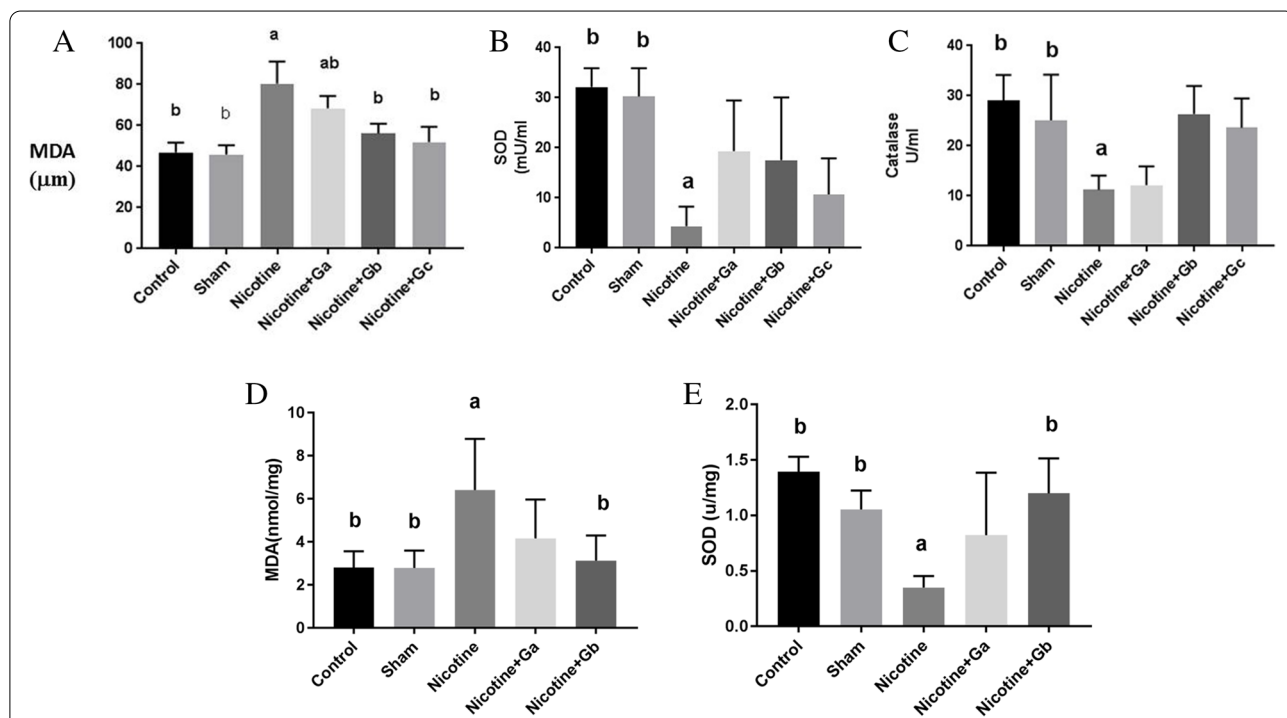 A
MDA
(μm)
100
80
60
40
20
0
b
b
a
ab
b
b
Control
Sham
Nicotine
Nicotine+Ga
Nicotine+Gb
Nicotine+Gc
B
SOD
(mU/ml)
40
30
20
10
0
b
b
a
Control
Sham
Nicotine
Nicotine+Ga
Nicotine+Gb
Nicotine+Gc
C
Catalase
U/ml
40
30
20
10
0
b
b
a
Control
Sham
Nicotine
Nicotine+Ga
Nicotine+Gb
Nicotine+Gc
D
MDA(nmol/mg)
10
8
6
4
2
0
b
b
a
b
Control
Sham
Nicotine
Nicotine+Ga
Nicotine+Gb
E
SOD (u/mg)
2.0
1.5
1.0
0.5
0.0
b
b
a
b
Control
Sham
Nicotine
Nicotine+Ga
Nicotine+Gb